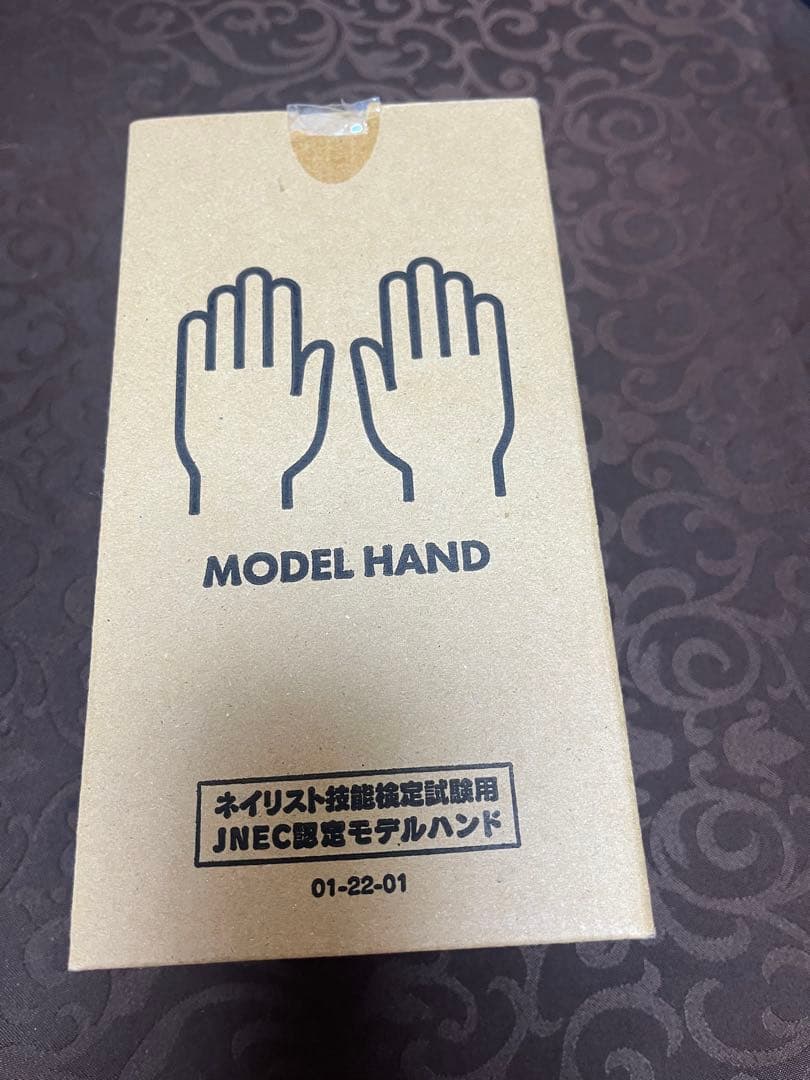 MODEL HAND
ネイリスト技能検定試験用
JNEC認定モデルハンド
01-22-01